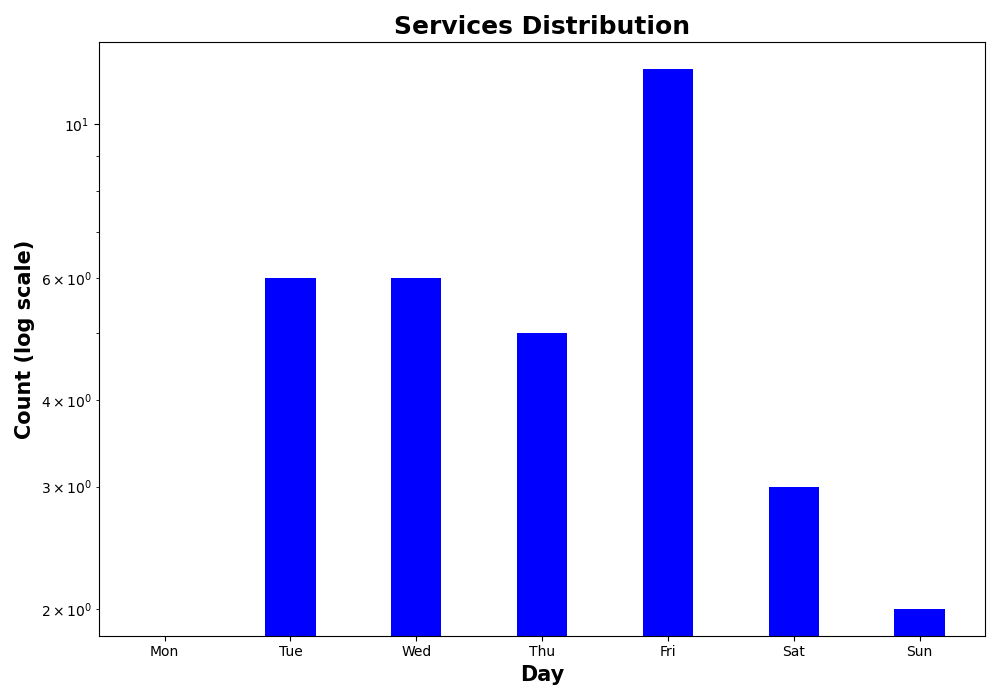 Services Distribution
Count (log scale)
10¹
6 × 10⁰
4 × 10⁰
3 × 10⁰
2 × 10⁰
Mon Tue Wed Thu Fri Sat Sun
Day